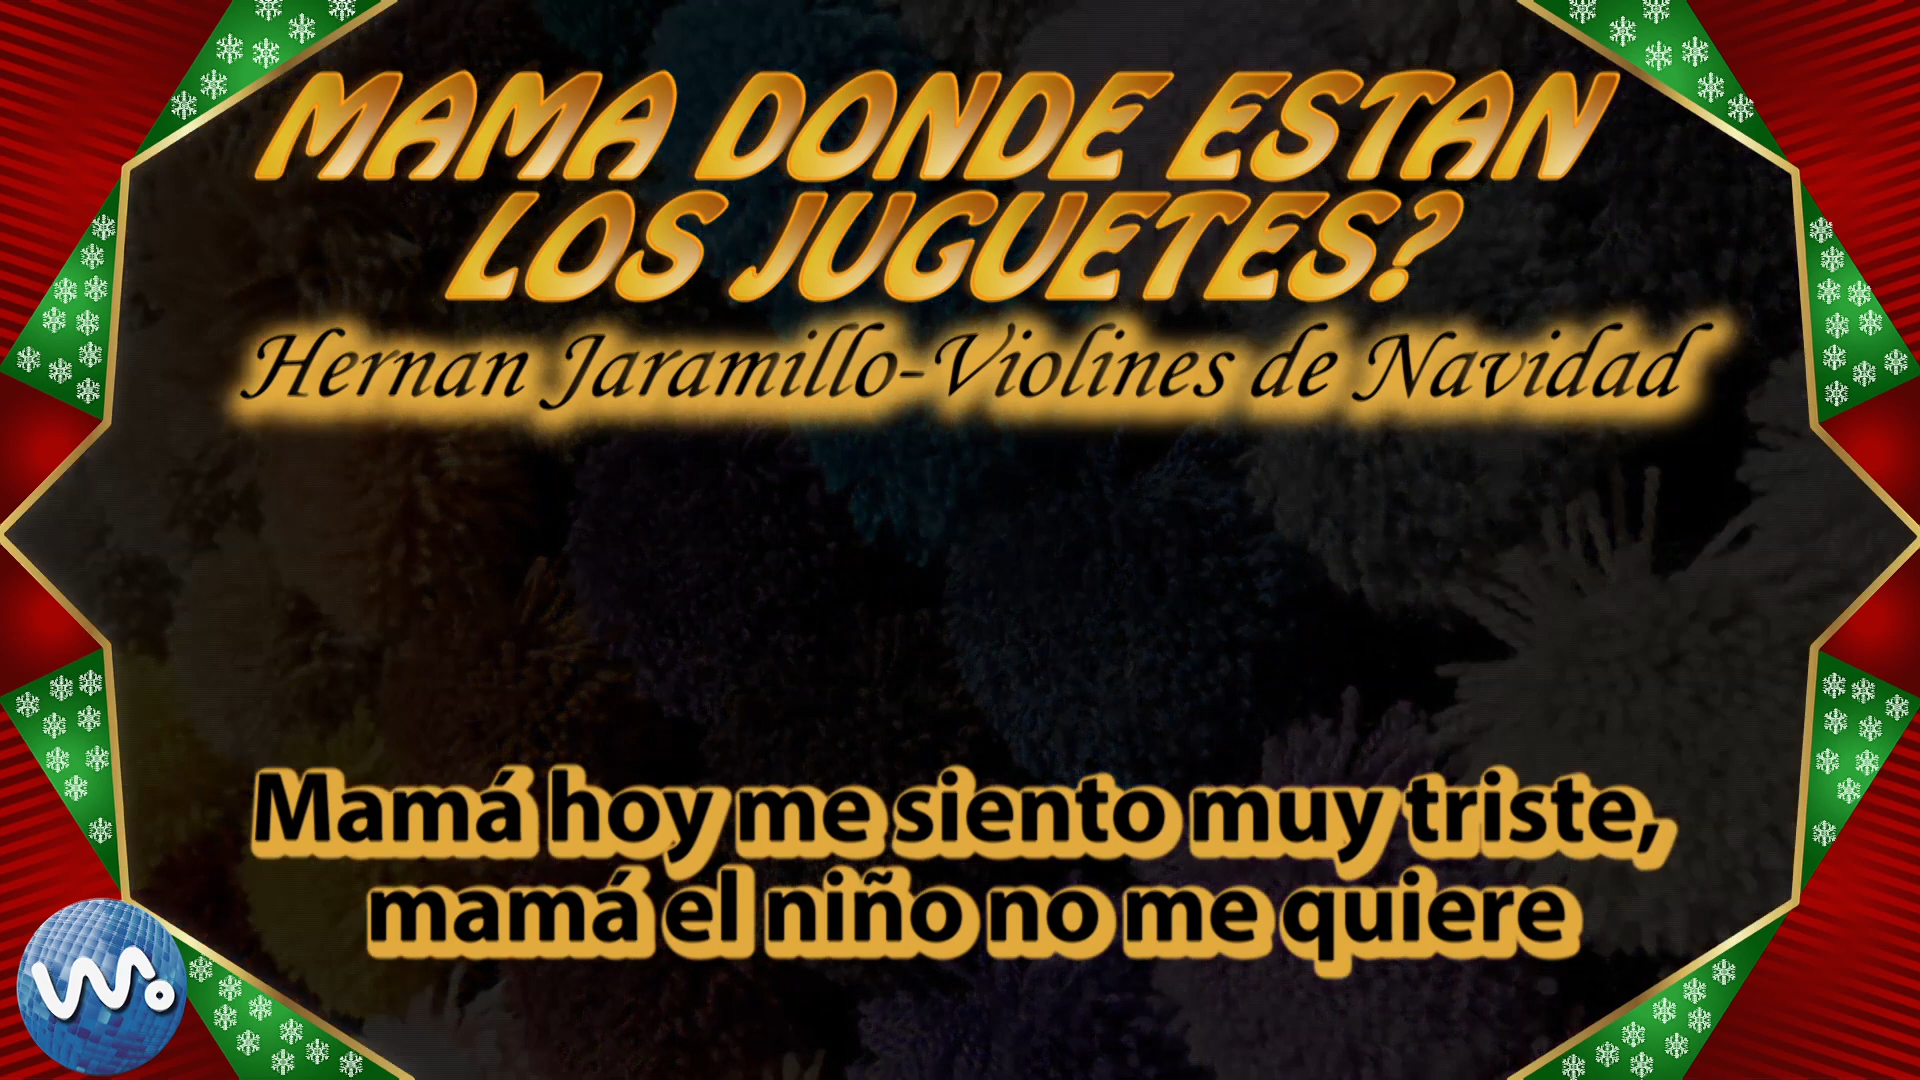 MAMA DONDE ESTAN
LOS JUGUETES?
Hernan Jaramillo-Violines de Navidad
Mamá hoy me siento muy triste,
mamá el niño no me quiere